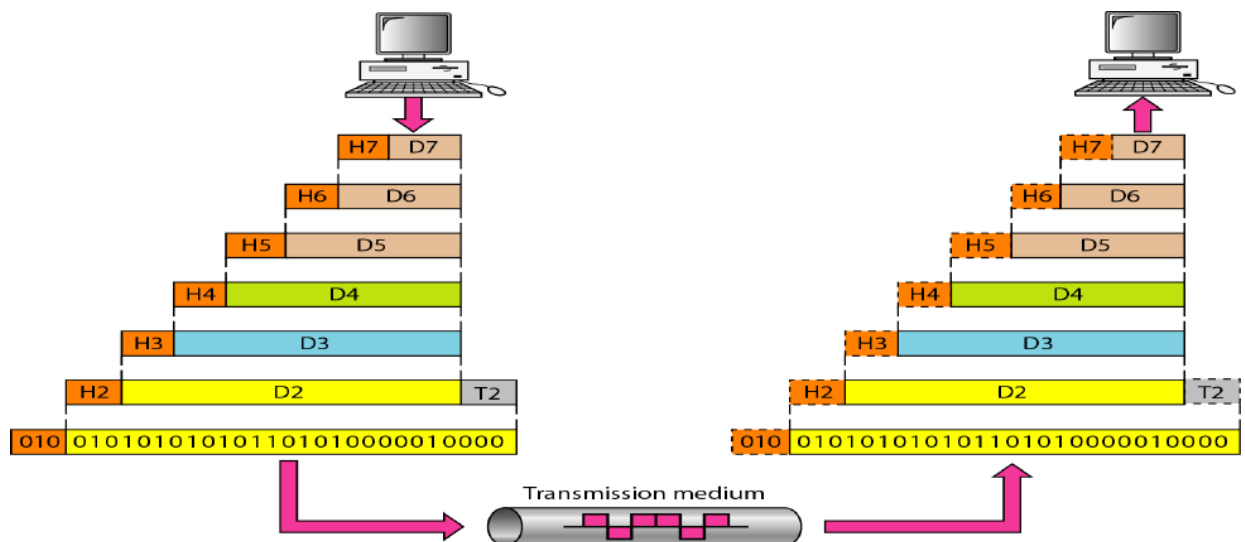 H7 D7 H7 D7
H6 D6 H6 D6
H5 D5 H5 D5
H4 D4 H4 D4
H3 D3 H3 D3
H2 D2 T2 H2 D2 T2
010 010101010101101010000010000 010 010101010101101010000010000
Transmission medium